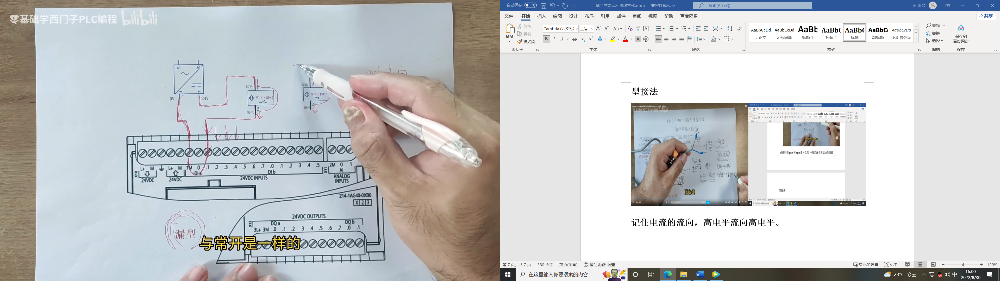 零基础学西门子PLC编程 bilibili
AC AC
0V - + 24V
棕色 1
常开 (NPN)
黑色 2
棕色 1
常闭 (PNP)
黑色 2
L+ M L+ M 1M .0 .1 .2 .3 .4 .5 .6 .7 .0 .1 .2 .3 .4 .5 2M 0 1
X10 24VDC 24VDC DI a 24VDC INPUTS DI b X11 AI ANALOG INPUTS
214-1AG40-0XB0
X 2 3
24VDC OUTPUTS
X12 DQ a DQ b
3L+ 3M .0 .1 .2 .3 .4 .5 .6 .7 .0 .1
漏型
与常开是一样的
自动保存 关 第二节课两种接线方式.docx - 兼容性模式 搜索(Alt+Q) 蒋 国文
文件 开始 插入 绘图 设计 布局 引用 邮件 审阅 视图 帮助 百度网盘 共享
粘贴 剪切 复制 格式刷 剪贴板
Cambria (西文标题 三号 字体
段落
AaBbCcDd 正文 AaBbCcDd 无间隔 AaBb 标题 1 AaBb( 标题 2 AaBb( 标题 AaBbC 副标题 AaBbCcDd 不明显强调 样式
查找 替换 选择 编辑
保存到 百度网盘 保存
型接法
西门子 PLC 与输入设备接线
（数字量输入信号）
蓝色线
PLC 接线?
两线制的 pnp 和 npn 都可以接 不管是漏型接法还是说源
型接法
记住电流的流向，高电平流向高电平。
第 7 页，共 7 页 380 个字 英语(美国) 辅助功能: 调查 显示器设置 专注 129%
在这里输入你要搜索的内容 23°C 多云 中 16:00 2022/8/30